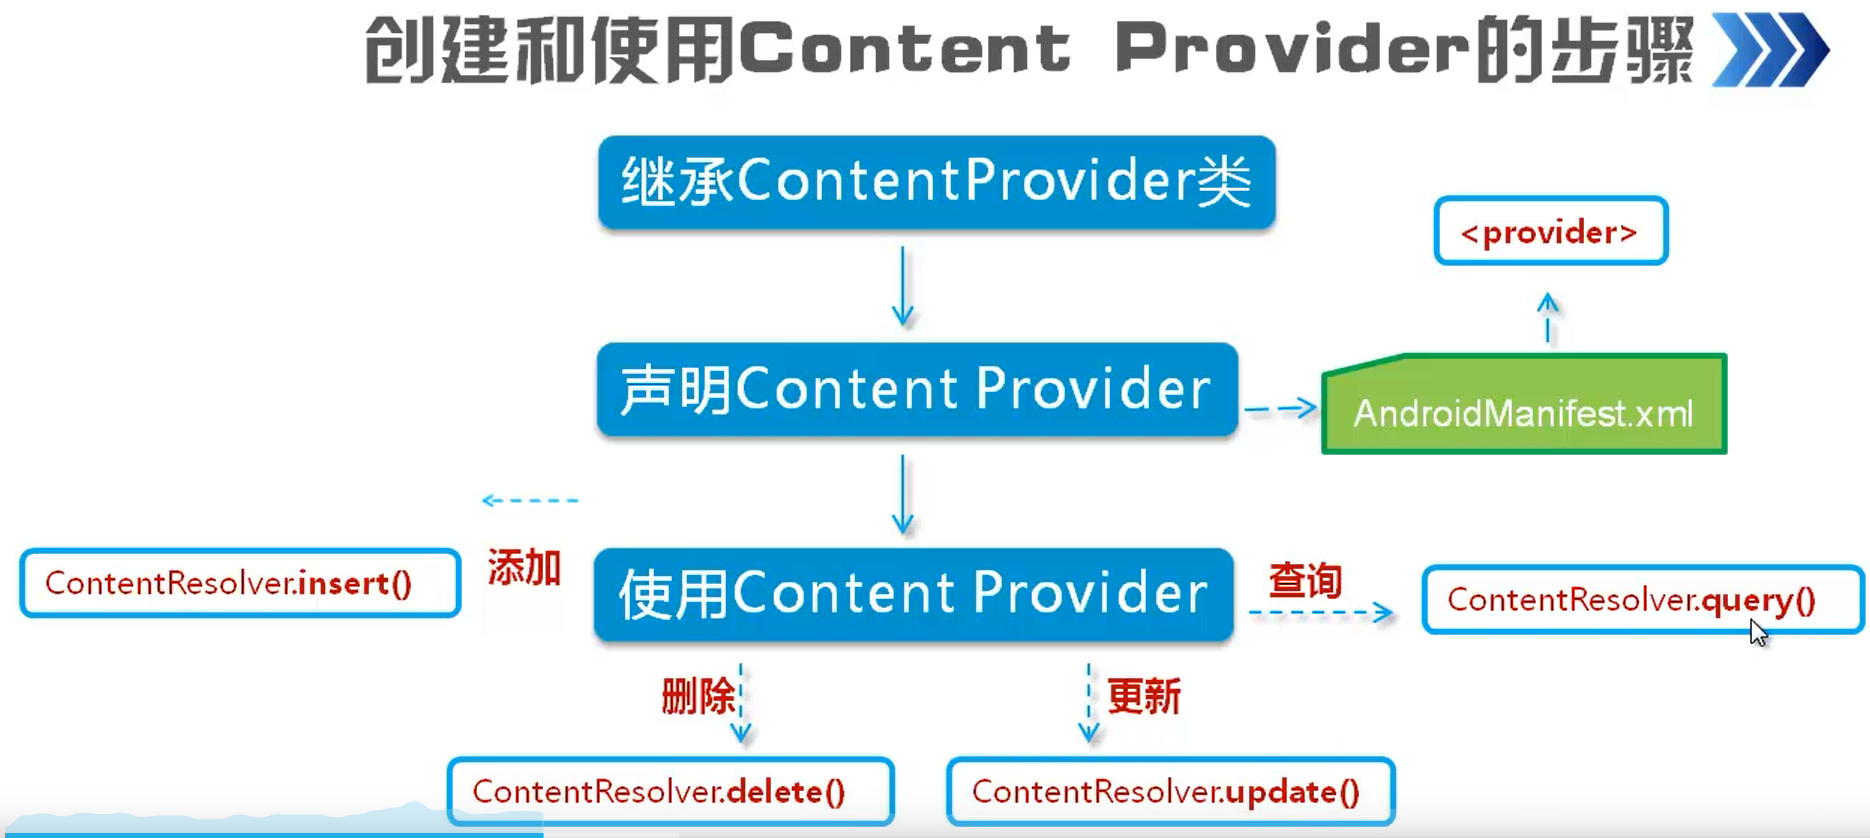 创建和使用Content Provider的步骤
继承ContentProvider类
<provider>
声明Content Provider
AndroidManifest.xml
添加
ContentResolver.insert()
使用Content Provider
查询
ContentResolver.query()
删除
更新
ContentResolver.delete()
ContentResolver.update()